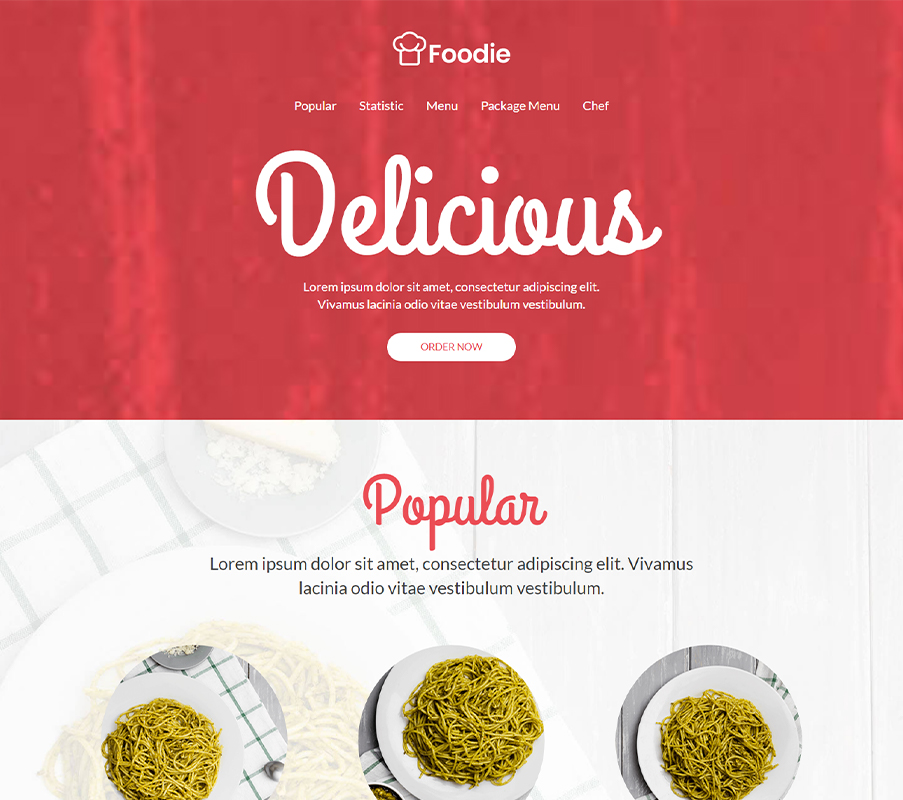 Foodie
Popular Statistic Menu Package Menu Chef
Delicious
Lorem ipsum dolor sit amet, consectetur adipiscing elit.
Vivamus lacinia odio vitae vestibulum vestibulum.
ORDER NOW
Popular
Lorem ipsum dolor sit amet, consectetur adipiscing elit. Vivamus
lacinia odio vitae vestibulum vestibulum.